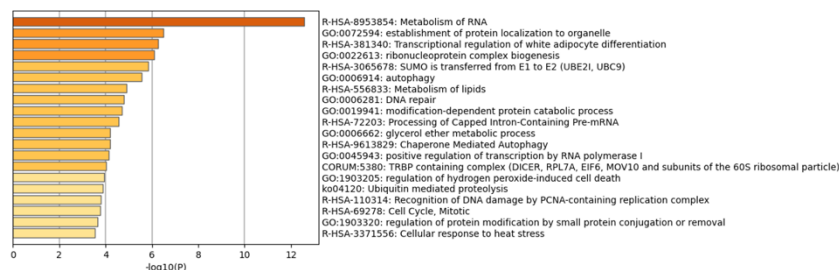 R-HSA-8953854: Metabolism of RNA
GO:0072594: establishment of protein localization to organelle
R-HSA-381340: Transcriptional regulation of white adipocyte differentiation
GO:0022613: ribonucleoprotein complex biogenesis
R-HSA-3065678: SUMO is transferred from E1 to E2 (UBE2I, UBC9)
GO:0006914: autophagy
R-HSA-556833: Metabolism of lipids
GO:0006281: DNA repair
GO:0019941: modification-dependent protein catabolic process
R-HSA-72203: Processing of Capped Intron-Containing Pre-mRNA
GO:0006662: glycerol ether metabolic process
R-HSA-9613829: Chaperone Mediated Autophagy
GO:0045943: positive regulation of transcription by RNA polymerase I
CORUM:5380: TRBP containing complex (DICER, RPL7A, EIF6, MOV10 and subunits of the 60S ribosomal particle)
GO:1903205: regulation of hydrogen peroxide-induced cell death
ko04120: Ubiquitin mediated proteolysis
R-HSA-110314: Recognition of DNA damage by PCNA-containing replication complex
R-HSA-69278: Cell Cycle, Mitotic
GO:1903320: regulation of protein modification by small protein conjugation or removal
R-HSA-3371556: Cellular response to heat stress
0 2 4 6 8 10 12
-log10(P)